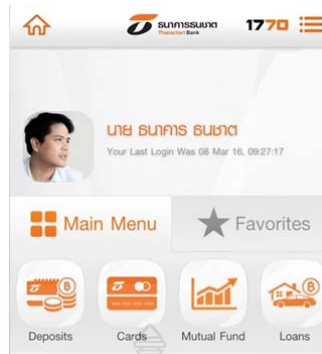 ธนาคารธนชาต
Thanachart Bank
1770
นาย ธนาคาร ธนชาต
Your Last Login Was 08 Mar 16, 09:27:17
Main Menu
Favorites
Deposits
Cards
Mutual Fund
Loans